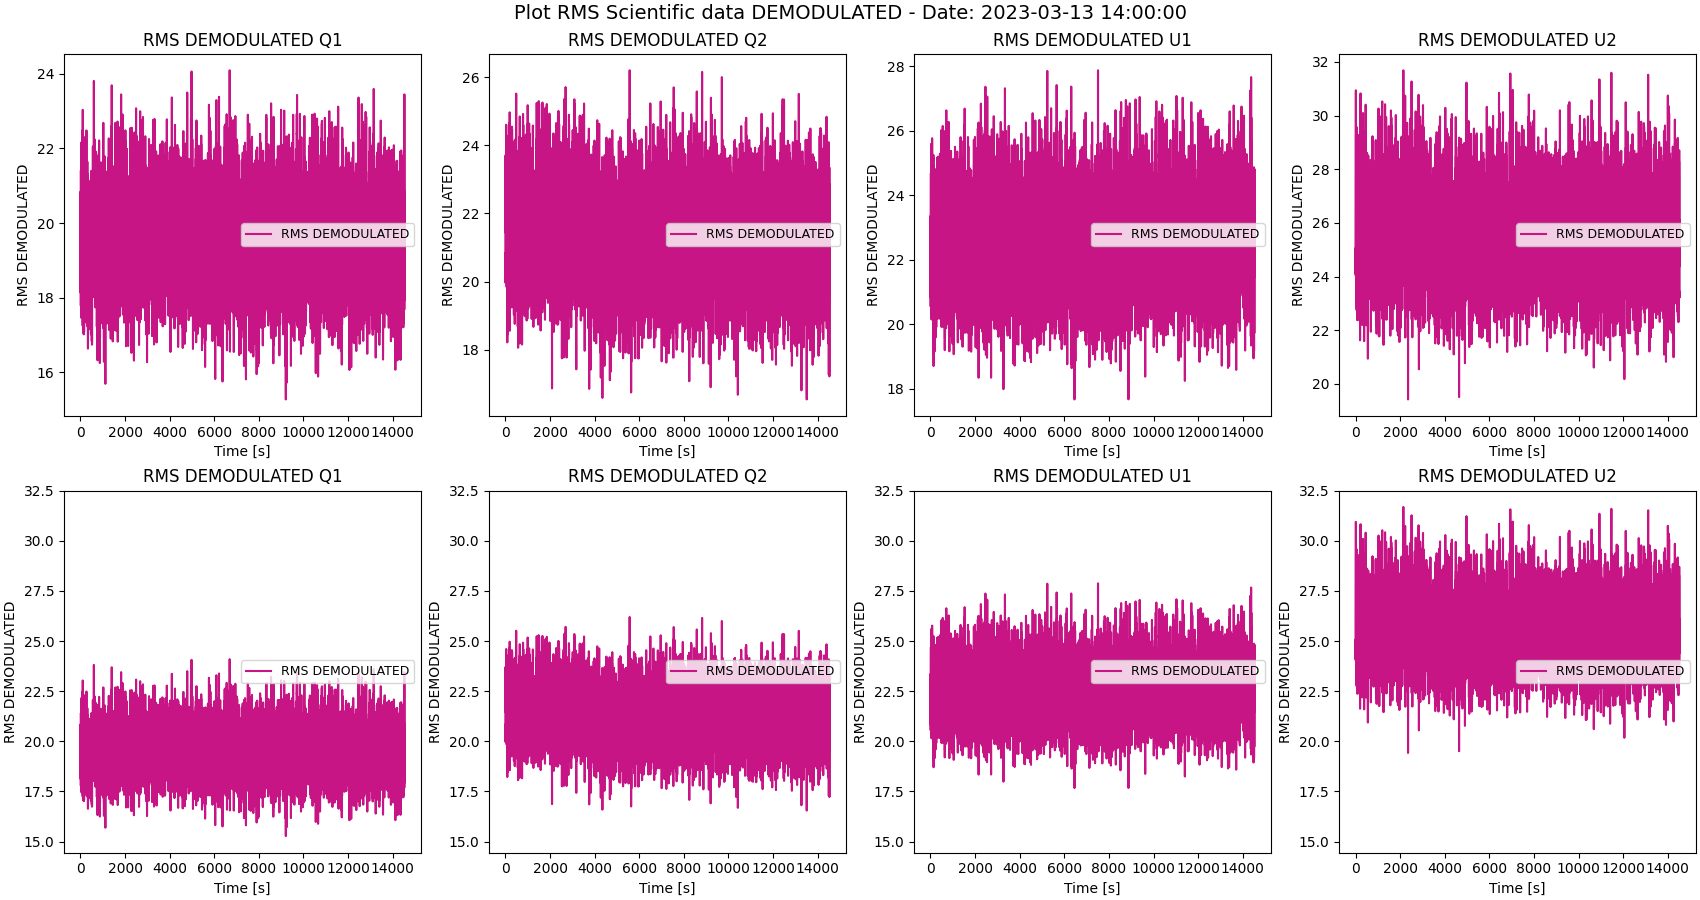 Plot RMS Scientific data DEMODULATED - Date: 2023-03-13 14:00:00
RMS DEMODULATED Q1
RMS DEMODULATED
24
22
20
18
16
RMS DEMODULATED
0 2000 4000 6000 8000 10000 12000 14000
Time [s]
RMS DEMODULATED Q2
RMS DEMODULATED
26
24
22
20
18
RMS DEMODULATED
0 2000 4000 6000 8000 10000 12000 14000
Time [s]
RMS DEMODULATED U1
RMS DEMODULATED
28
26
24
22
20
18
RMS DEMODULATED
0 2000 4000 6000 8000 10000 12000 14000
Time [s]
RMS DEMODULATED U2
RMS DEMODULATED
32
30
28
26
24
22
20
RMS DEMODULATED
0 2000 4000 6000 8000 10000 12000 14000
Time [s]
RMS DEMODULATED Q1
RMS DEMODULATED
32.5
30.0
27.5
25.0
22.5
20.0
17.5
15.0
RMS DEMODULATED
0 2000 4000 6000 8000 10000 12000 14000
Time [s]
RMS DEMODULATED Q2
RMS DEMODULATED
32.5
30.0
27.5
25.0
22.5
20.0
17.5
15.0
RMS DEMODULATED
0 2000 4000 6000 8000 10000 12000 14000
Time [s]
RMS DEMODULATED U1
RMS DEMODULATED
32.5
30.0
27.5
25.0
22.5
20.0
17.5
15.0
RMS DEMODULATED
0 2000 4000 6000 8000 10000 12000 14000
Time [s]
RMS DEMODULATED U2
RMS DEMODULATED
32.5
30.0
27.5
25.0
22.5
20.0
17.5
15.0
RMS DEMODULATED
0 2000 4000 6000 8000 10000 12000 14000
Time [s]